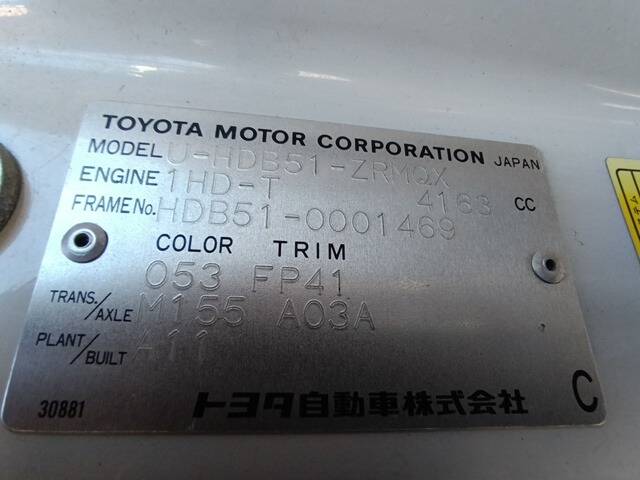 TOYOTA MOTOR CORPORATION JAPAN
MODEL U-HDB51-ZRMQX
ENGINE 1HD-T 4163 CC
FRAME No. HDB51-0001469
COLOR TRIM
053 FP41
TRANS./AXLE M155 A03A
PLANT/BUILT A11
30881 トヨタ自動車株式会社 C